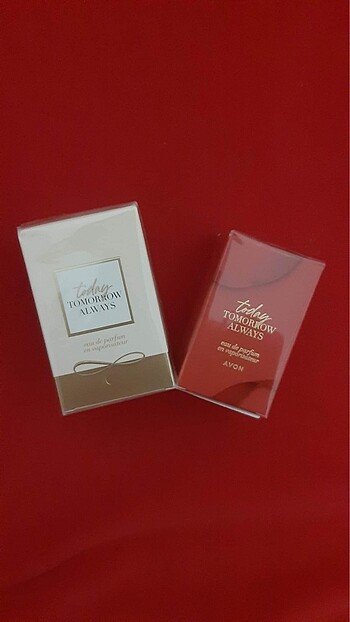 today
TOMORROW
ALWAYS
eau de parfum
en vaporisateur
today
TOMORROW
ALWAYS
eau de parfum
en vaporisateur
AVON